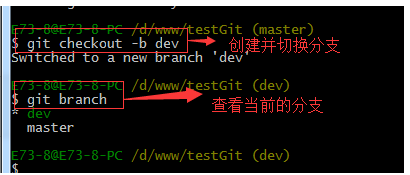 E73-8@E73-8-PC /d/www/testGit (master)
$ git checkout -b dev 创建并切换分支
Switched to a new branch 'dev'
E73-8@E73-8-PC /d/www/testGit (dev)
$ git branch 查看当前的分支
* dev
master
E73-8@E73-8-PC /d/www/testGit (dev)
$